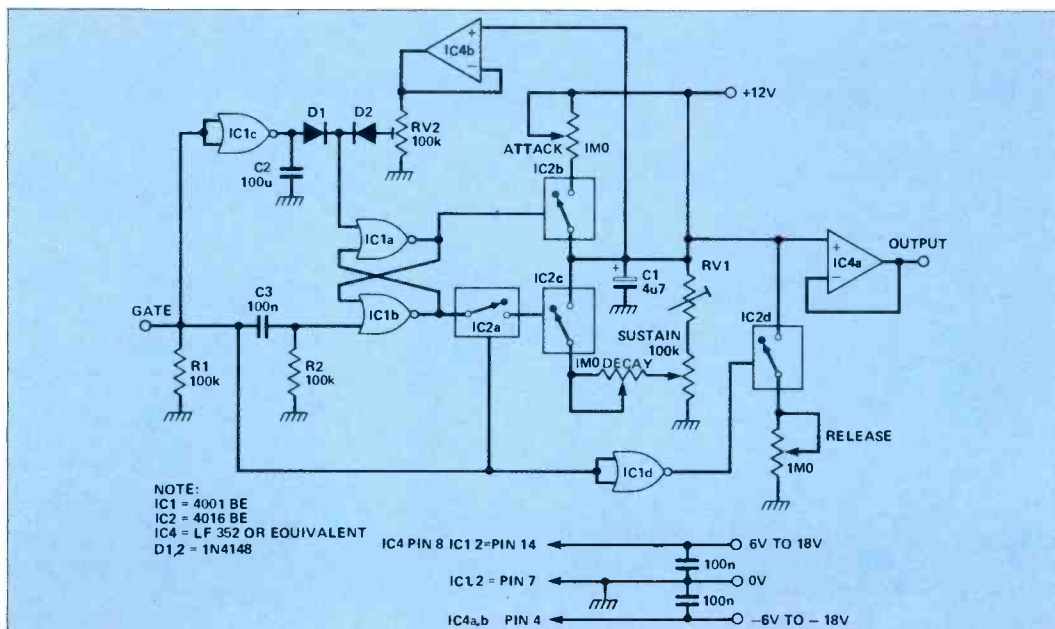 IC4b
+
−
+12V
D1
D2
RV2
100k
IC1c
ATTACK
1M0
IC2b
C2
100u
IC1a
OUTPUT
+
−
IC4a
RV1
+
C1
4u7
IC2c
C3
100n
GATE
IC1b
IC2a
IC2d
SUSTAIN
100k
1M0 DECAY
R1
100k
R2
100k
RELEASE
1M0
IC1d
NOTE:
IC1 = 4001 BE
IC2 = 4016 BE
IC4 = LF 352 OR EQUIVALENT
D1,2 = 1N4148
IC4 PIN 8 IC1 2=PIN 14
6V TO 18V
100n
IC1,2 = PIN 7
0V
100n
IC4a,b PIN 4
−6V TO − 18V